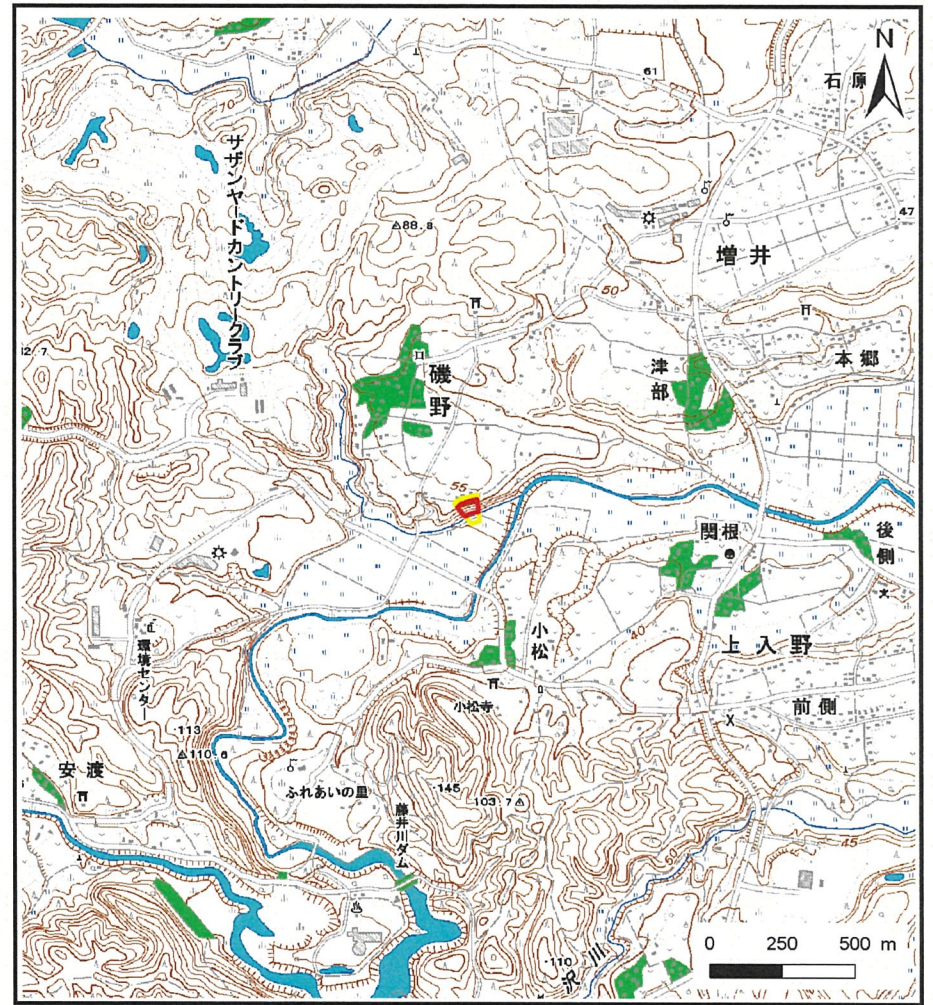 N
石原
61
70
サザンヤードカントリークラブ
88.3
47
増井
50
本郷
津部
磯野
55
関根
後側
小松
40
上入野
環境センター
小松寺
前側
113
110.6
安渡
ふれあいの里
145
103.7
藤井川ダム
45
60
110
沢川
0 250 500 m